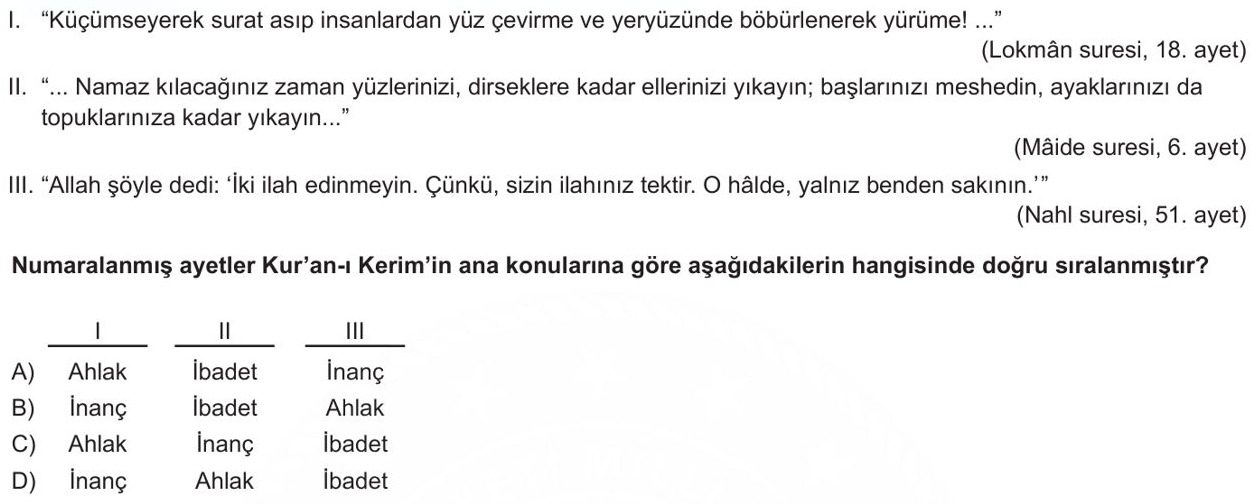 I. “Küçümseyerek surat asıp insanlardan yüz çevirme ve yeryüzünde böbürlenerek yürüme! ...”
(Lokmân suresi, 18. ayet)
II. “... Namaz kılacağınız zaman yüzlerinizi, dirseklere kadar ellerinizi yıkayın; başlarınızı meshedin, ayaklarınızı da
topuklarınıza kadar yıkayın...”
(Mâide suresi, 6. ayet)
III. “Allah şöyle dedi: ‘İki ilah edinmeyin. Çünkü, sizin ilahınız tektir. O hâlde, yalnız benden sakının.’”
(Nahl suresi, 51. ayet)
Numaralanmış ayetler Kur’an-ı Kerim’in ana konularına göre aşağıdakilerin hangisinde doğru sıralanmıştır?
I II III
A) Ahlak İbadet İnanç
B) İnanç İbadet Ahlak
C) Ahlak İnanç İbadet
D) İnanç Ahlak İbadet